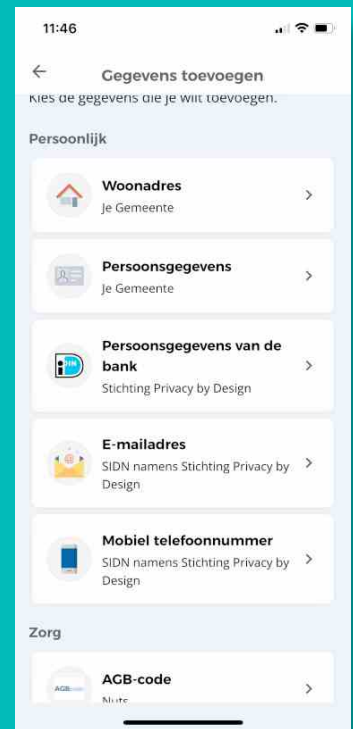 11:46
Gegevens toevoegen
Kies de gegevens die je wilt toevoegen.
Persoonlijk
Woonadres
Je Gemeente
Persoonsgegevens
Je Gemeente
Persoonsgegevens van de
bank
Stichting Privacy by Design
E-mailadres
SIDN namens Stichting Privacy by
Design
Mobiel telefoonnummer
SIDN namens Stichting Privacy by
Design
Zorg
AGB-code
Nuts